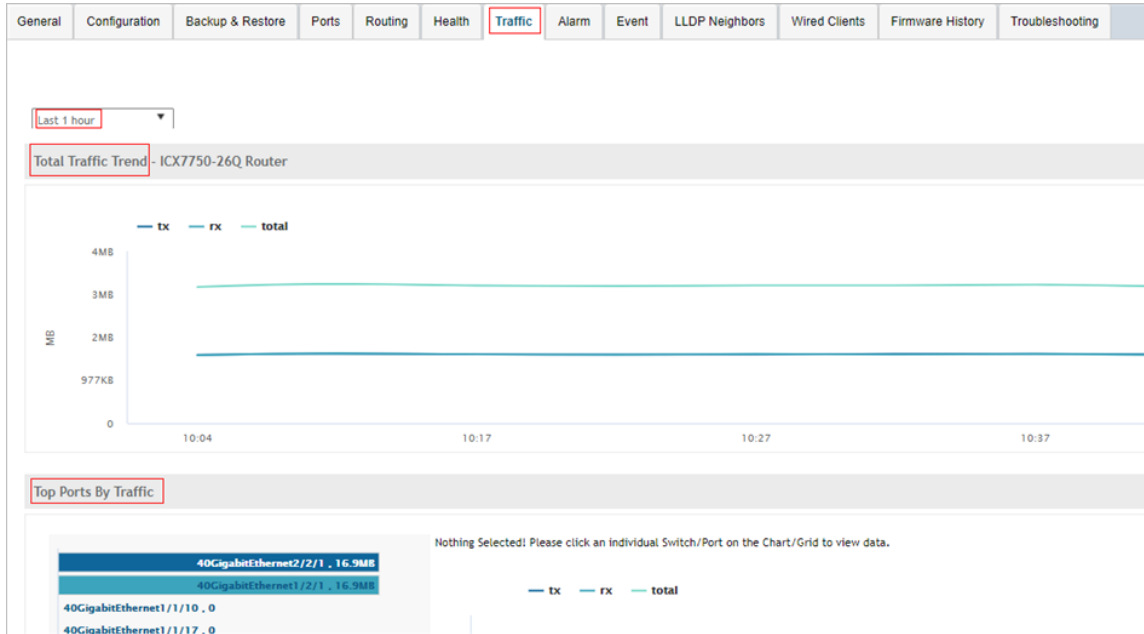 General Configuration Backup & Restore Ports Routing Health Traffic Alarm Event LLDP Neighbors Wired Clients Firmware History Troubleshooting
Last 1 hour
Total Traffic Trend - ICX7750-26Q Router
tx rx total
4MB
3MB
MB
2MB
977KB
0
10:04 10:17 10:27 10:37
Top Ports By Traffic
Nothing Selected! Please click an individual Switch/Port on the Chart/Grid to view data.
40GigabitEthernet2/2/1 , 16.9MB
40GigabitEthernet1/2/1 , 16.9MB
tx rx total
40GigabitEthernet1/1/10 , 0
40GigabitEthernet1/1/17 , 0